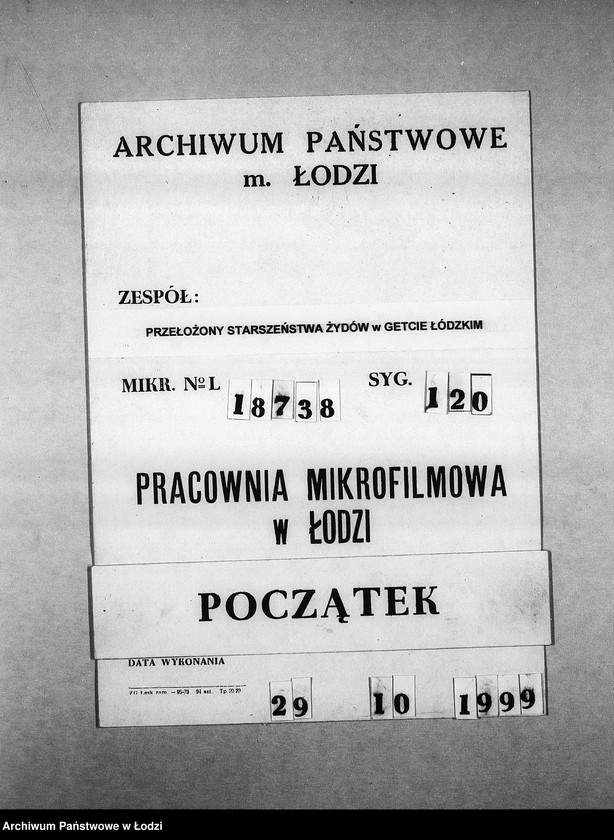 ARCHIWUM PAŃSTWOWE
m. ŁODZI
ZESPÓŁ:
PRZEŁOŻONY STARSZEŃSTWA ŻYDÓW w GETCIE ŁÓDZKIM
MIKR. Nº L 18738 SYG. 120
PRACOWNIA MIKROFILMOWA
w ŁODZI
POCZĄTEK
DATA WYKONANIA
29 10 1999
Archiwum Państwowe w Łodzi